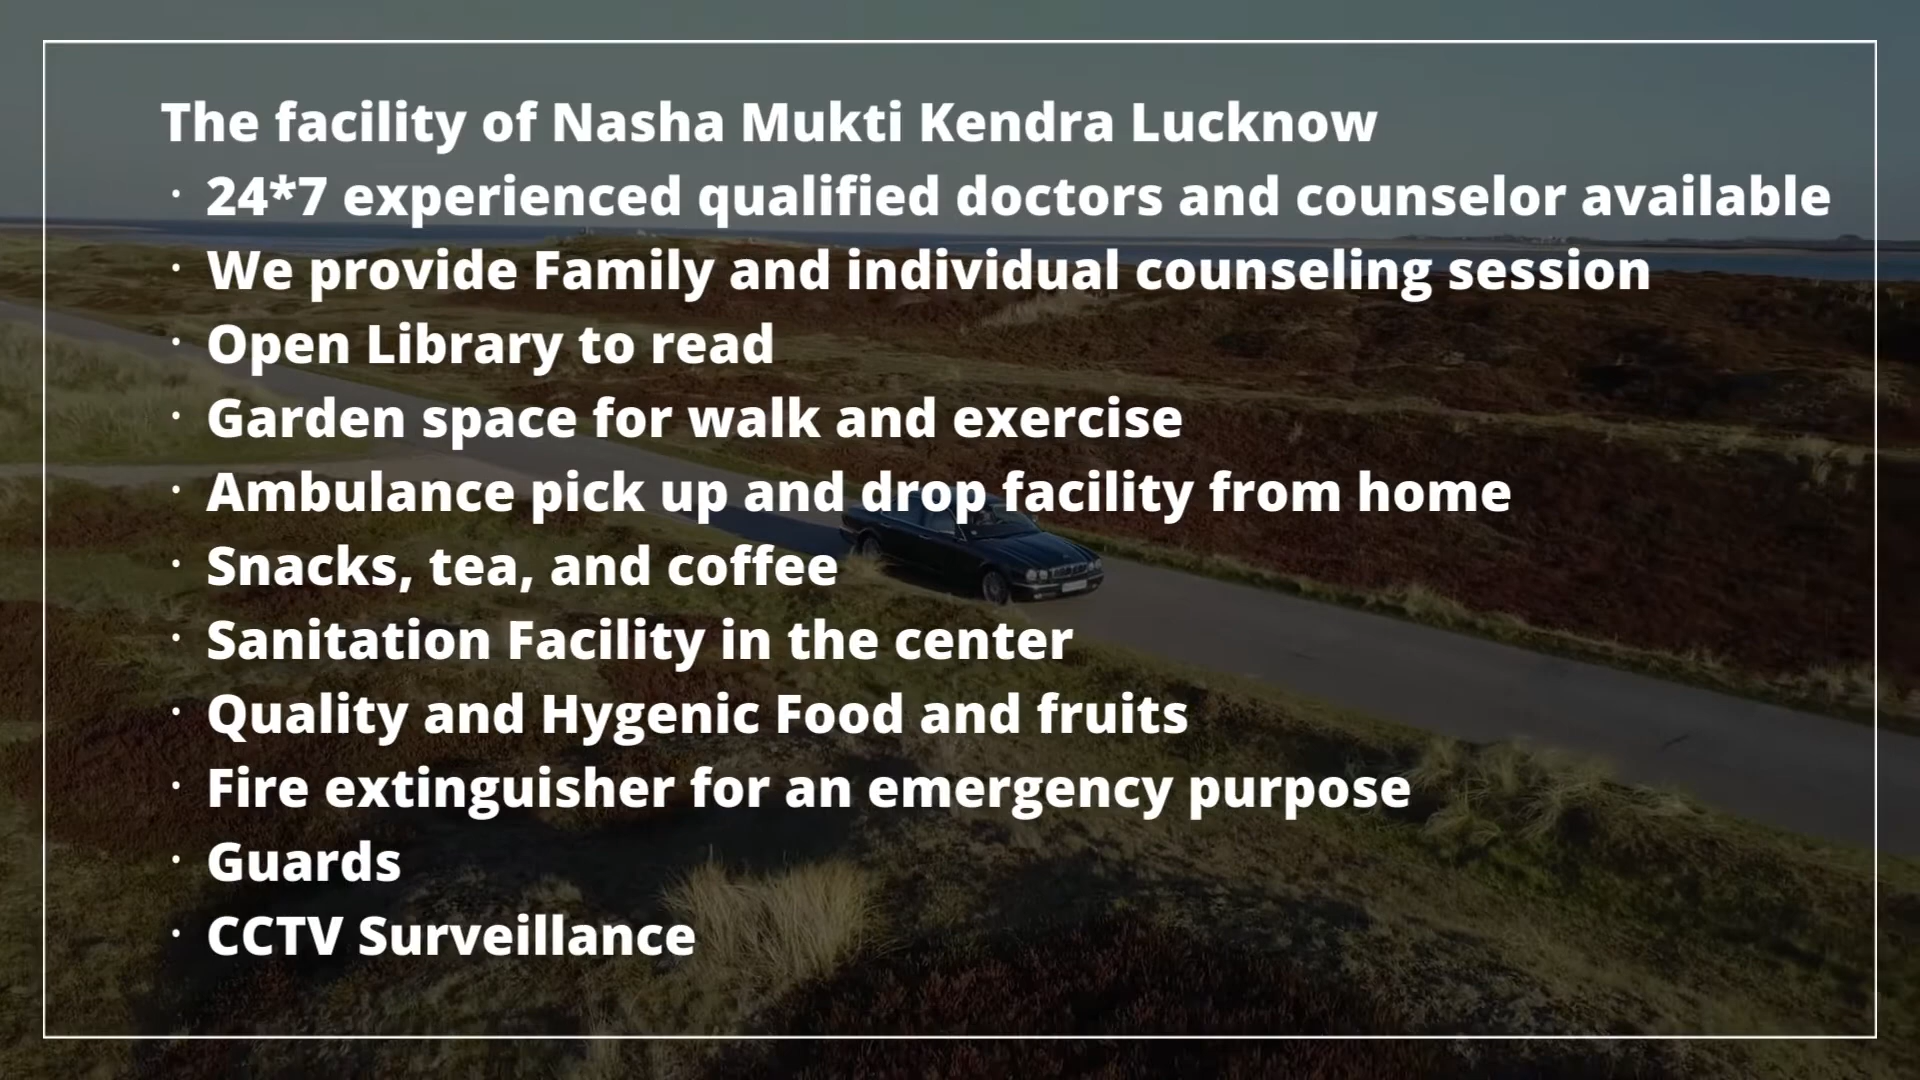 The facility of Nasha Mukti Kendra Lucknow
· 24*7 experienced qualified doctors and counselor available
· We provide Family and individual counseling session
· Open Library to read
· Garden space for walk and exercise
· Ambulance pick up and drop facility from home
· Snacks, tea, and coffee
· Sanitation Facility in the center
· Quality and Hygenic Food and fruits
· Fire extinguisher for an emergency purpose
· Guards
· CCTV Surveillance